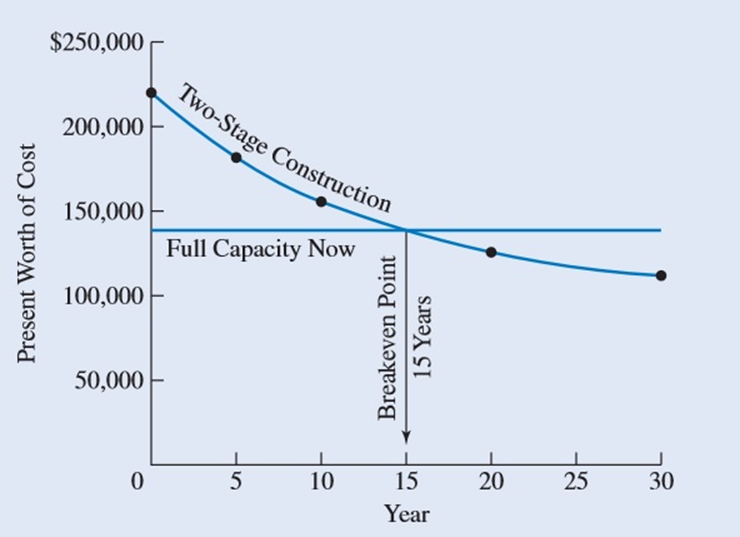 $250,000
200,000
150,000
100,000
50,000
Present Worth of Cost
Two-Stage Construction
Full Capacity Now
Breakeven Point
15 Years
0 5 10 15 20 25 30
Year